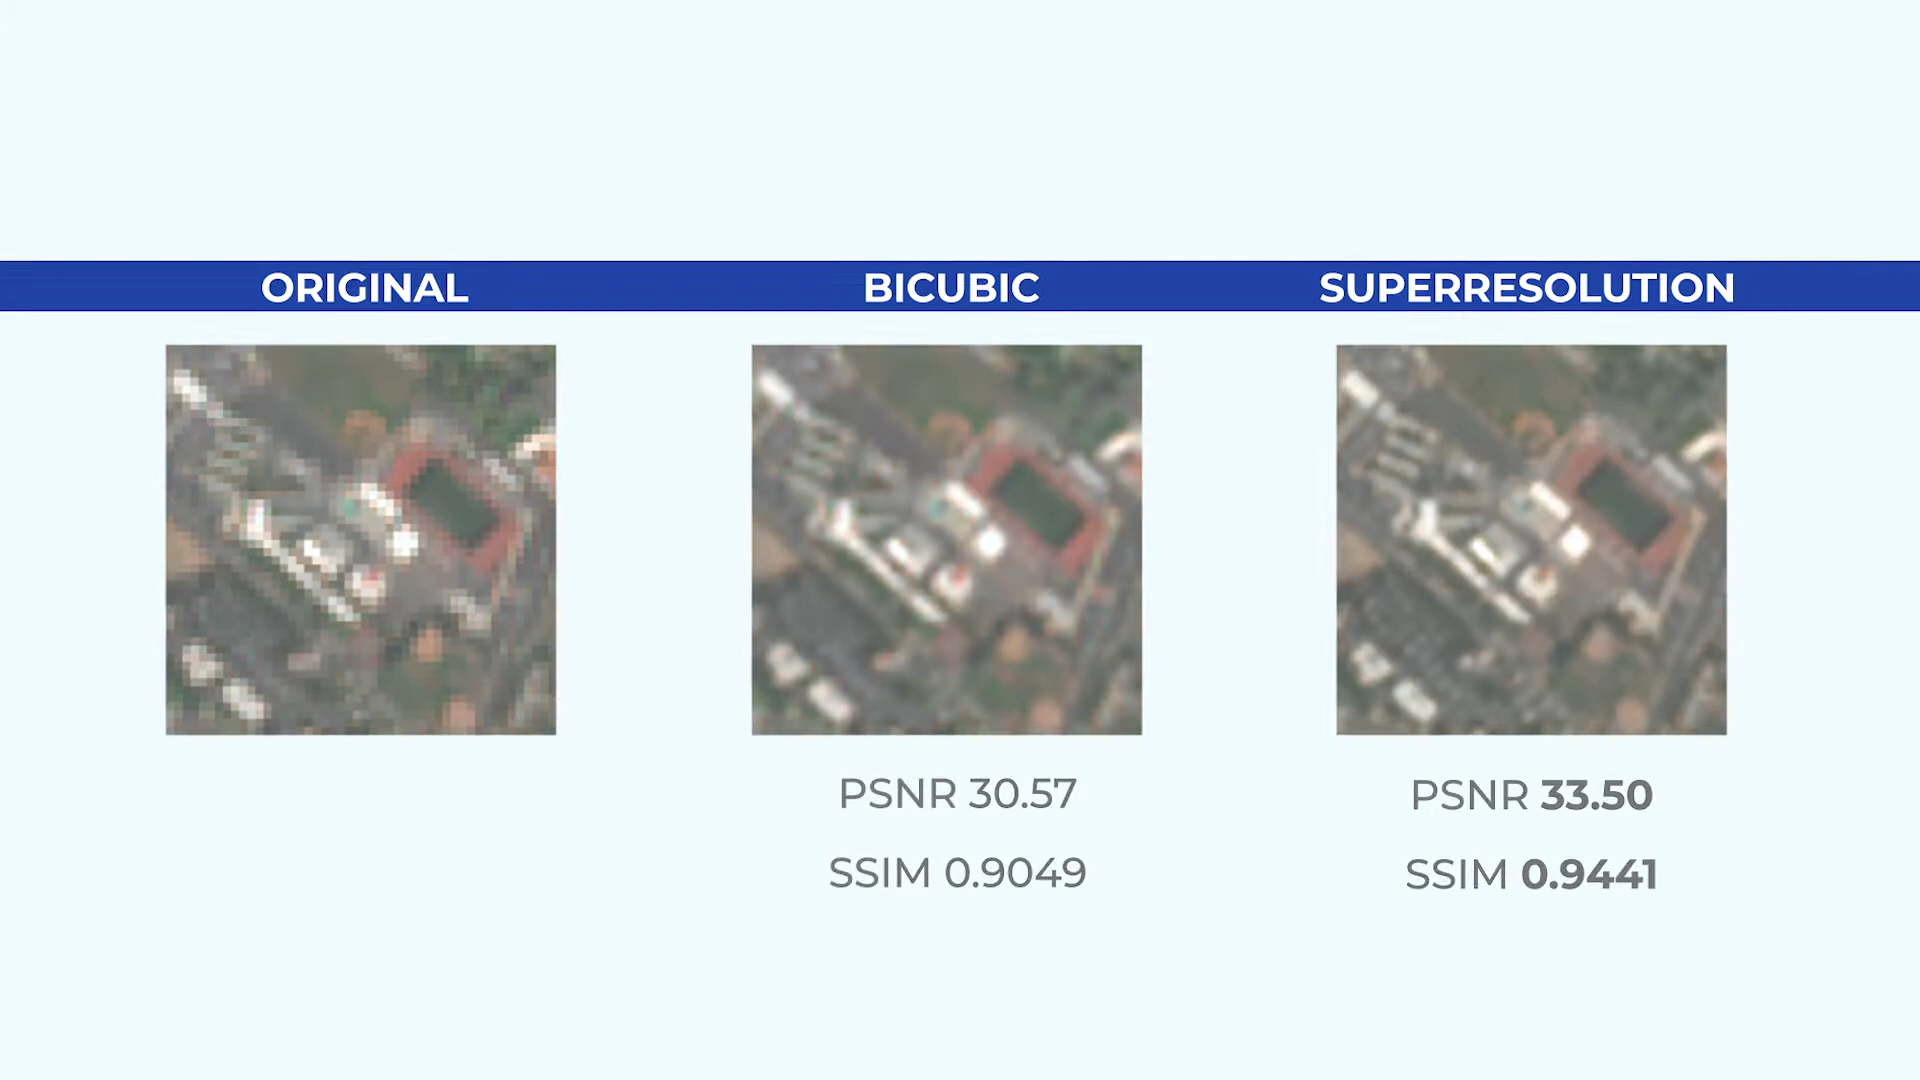 ORIGINAL
BICUBIC
SUPERRESOLUTION
PSNR 30.57
PSNR 33.50
SSIM 0.9049
SSIM 0.9441